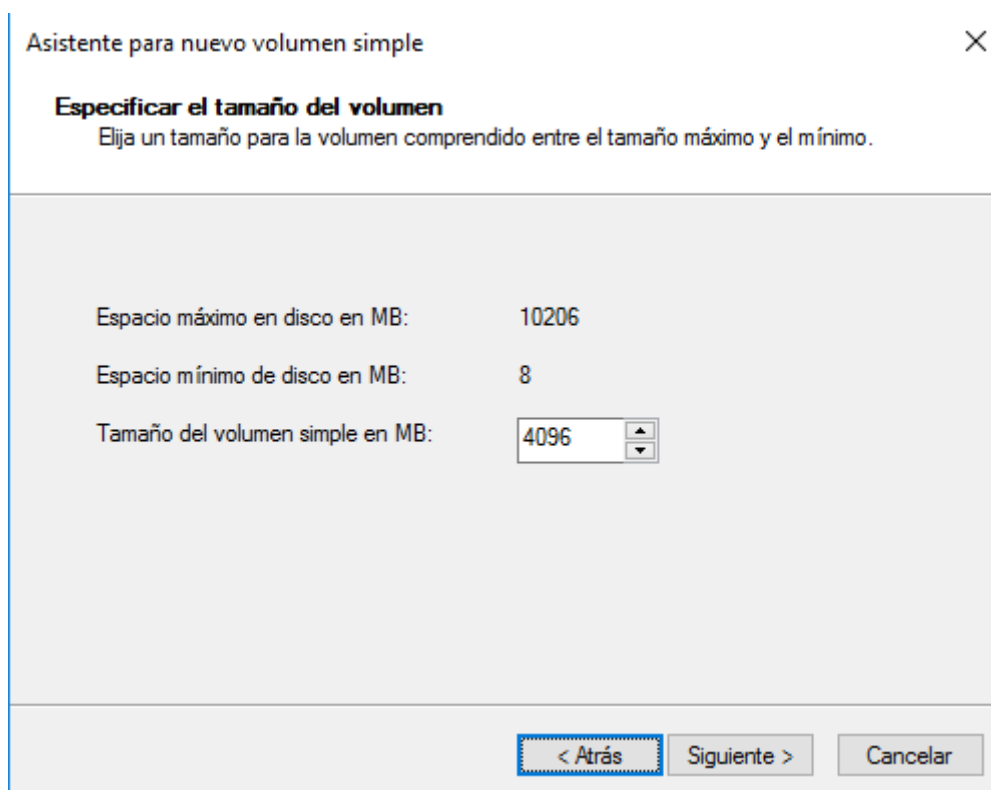 Asistente para nuevo volumen simple
Especificar el tamaño del volumen
Elija un tamaño para la volumen comprendido entre el tamaño máximo y el mínimo.
Espacio máximo en disco en MB: 10206
Espacio mínimo de disco en MB: 8
Tamaño del volumen simple en MB: 4096
< Atrás Siguiente > Cancelar